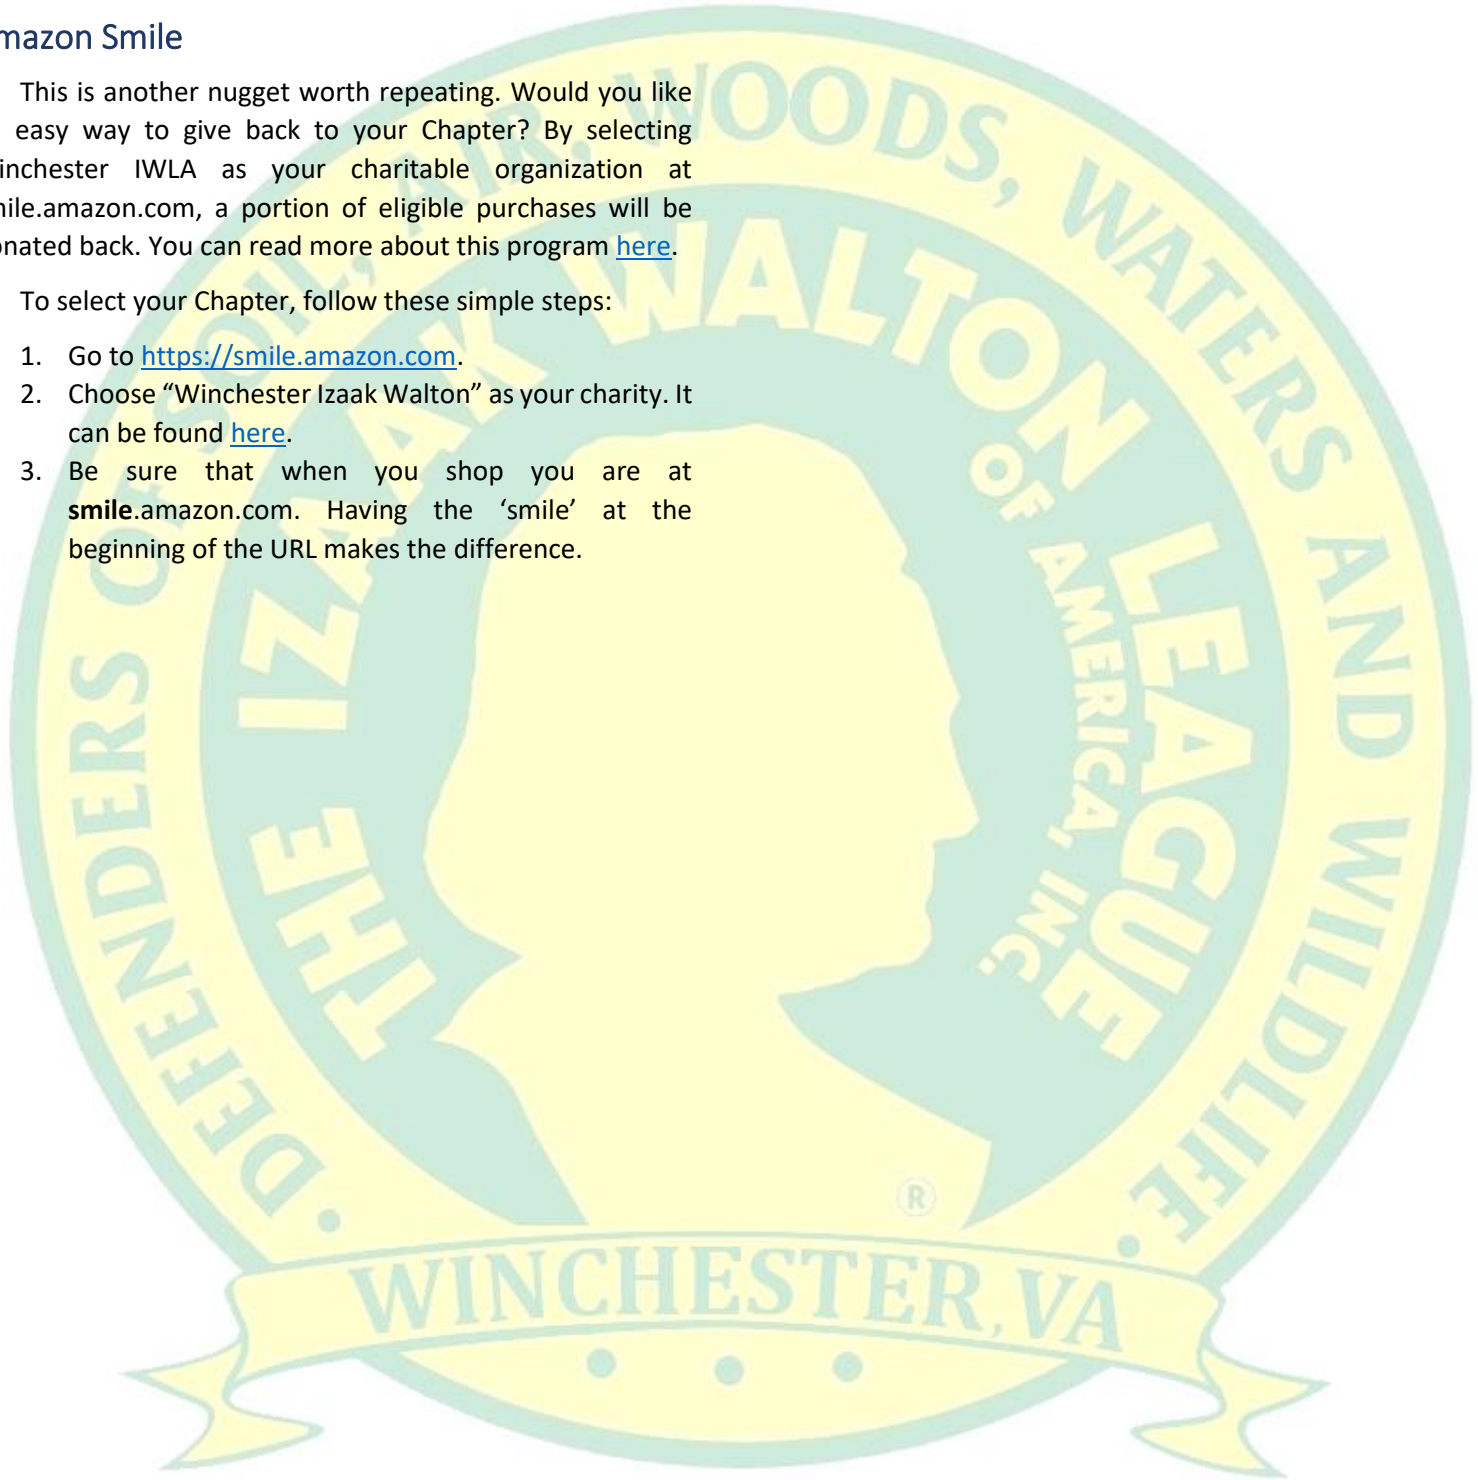 mazon Smile
This is another nugget worth repeating. Would you like
easy way to give back to your Chapter? By selecting
inchester IWLA as your charitable organization at
mile.amazon.com, a portion of eligible purchases will be
onated back. You can read more about this program here.
To select your Chapter, follow these simple steps:
1. Go to https://smile.amazon.com.
2. Choose “Winchester Izaak Walton” as your charity. It
can be found here.
3. Be sure that when you shop you are at
smile.amazon.com. Having the ‘smile’ at the
beginning of the URL makes the difference.
• DEFENDERS OF SOIL, AIR, WOODS, WATERS AND WILDLIFE •
THE IZAAK WALTON LEAGUE
OF AMERICA, INC.
®
WINCHESTER, VA